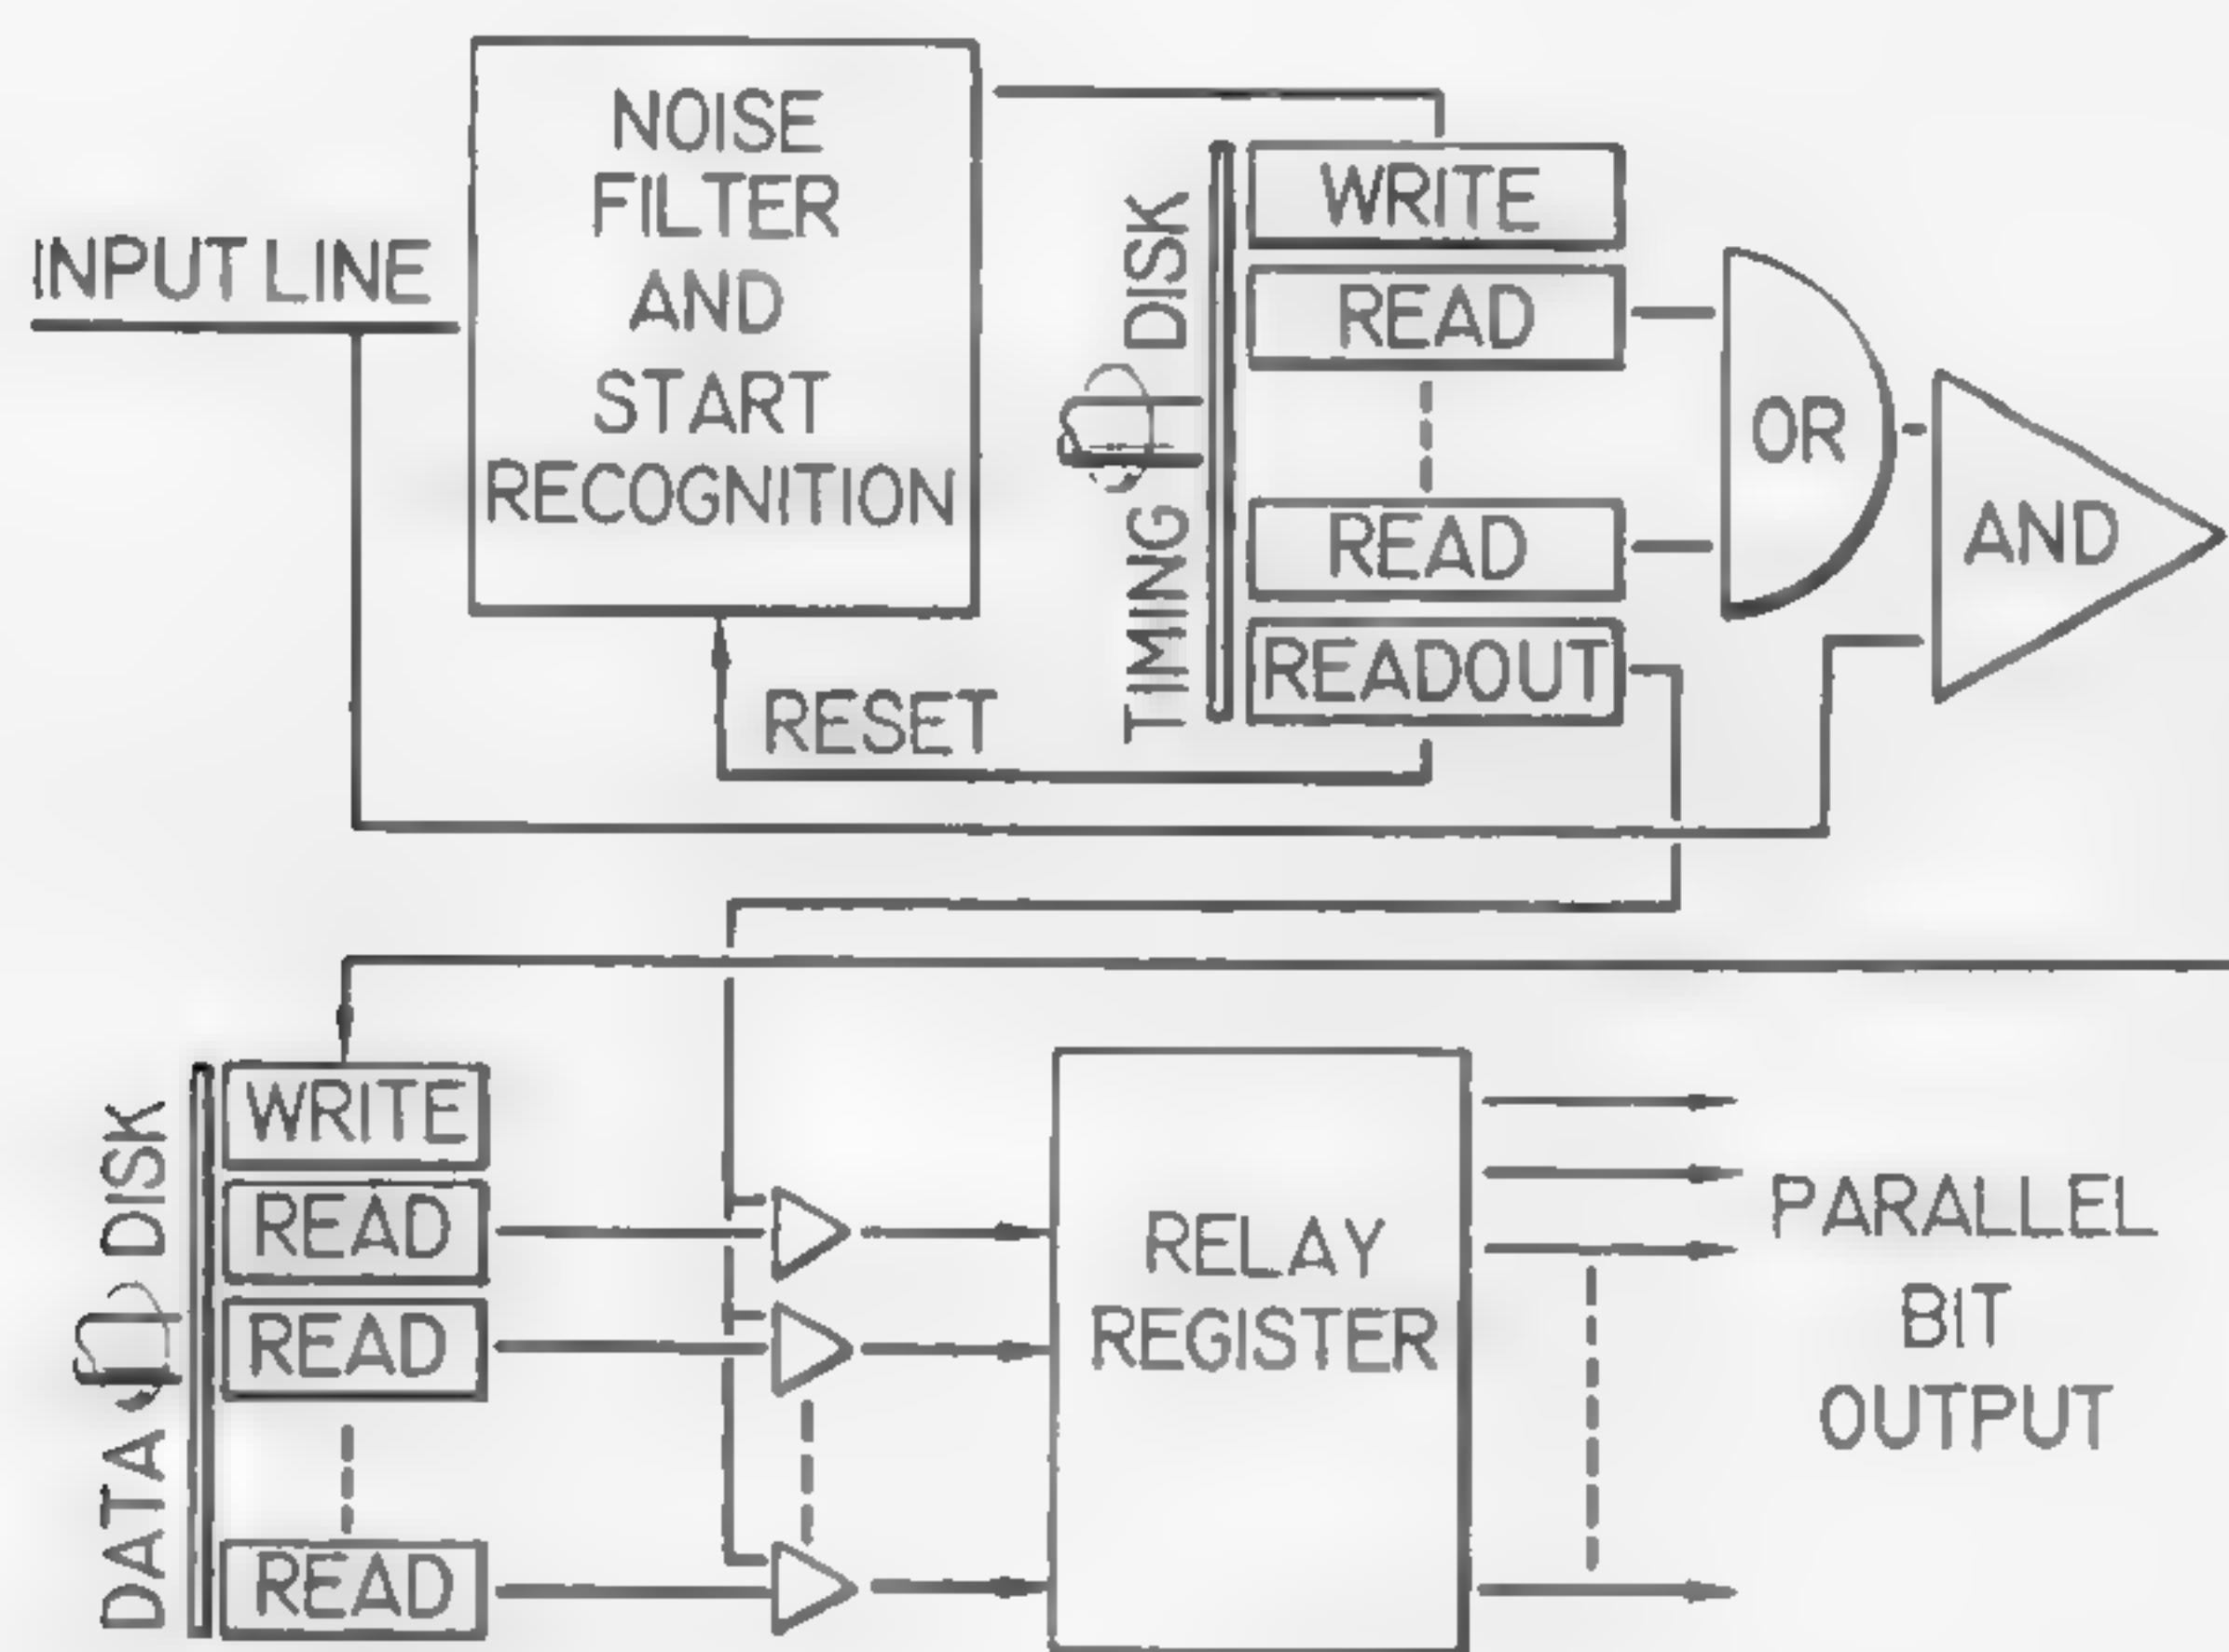 INPUT LINE
NOISE
FILTER
AND
START
RECOGNITION
RESET
TIMING DISK
WRITE
READ
READ
READOUT
OR
AND
DATA DISK
WRITE
READ
READ
READ
RELAY
REGISTER
PARALLEL
BIT
OUTPUT